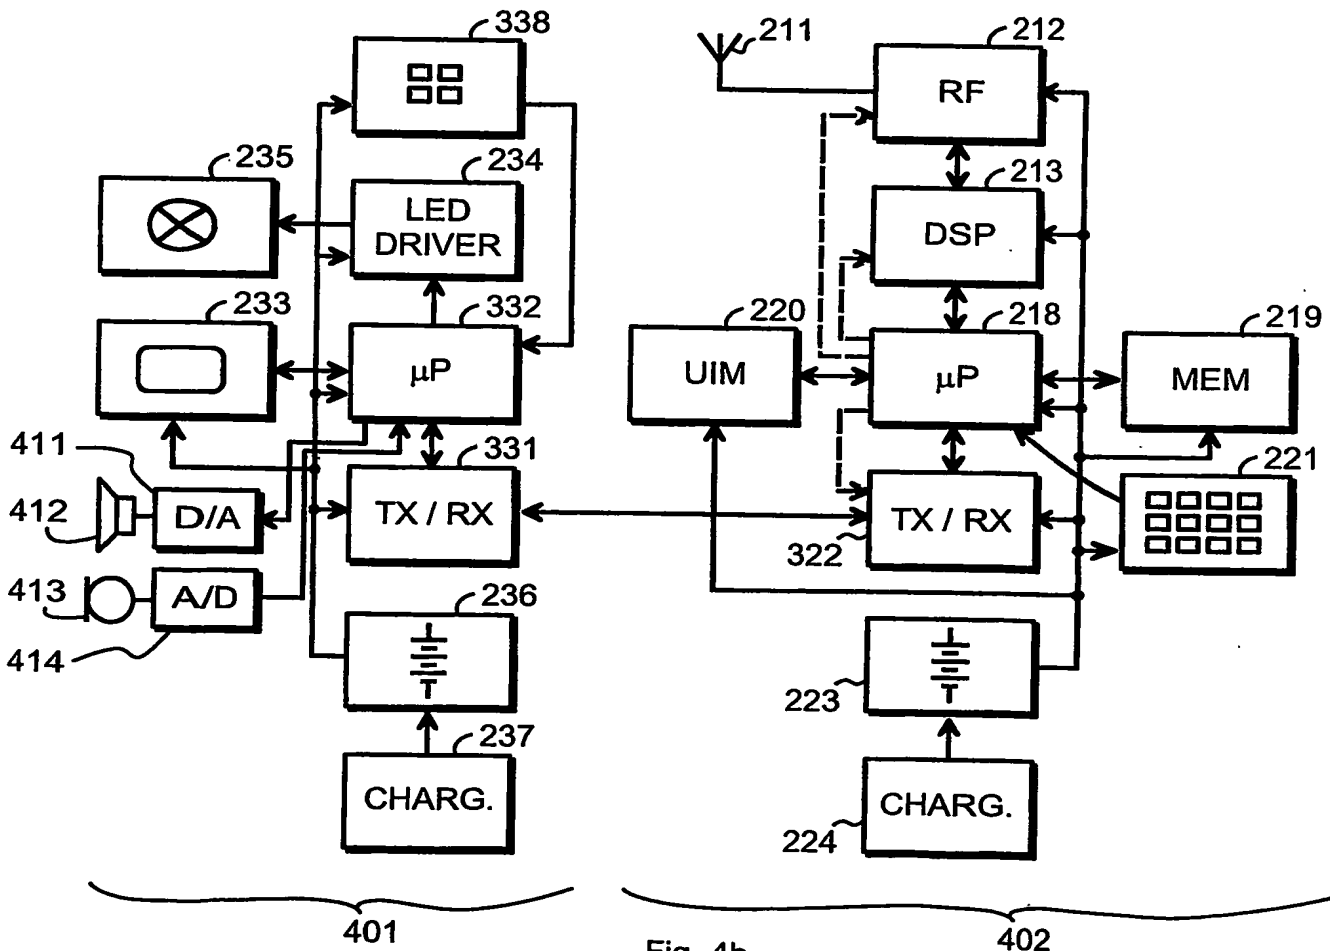 338
211
212
RF
235
234
LED
DRIVER
213
DSP
233
332
μP
220
UIM
218
μP
219
MEM
411
331
221
412
D/A
TX / RX
TX / RX
322
413
A/D
414
236
223
237
CHARG.
CHARG.
224
401
402
Fig. 4b